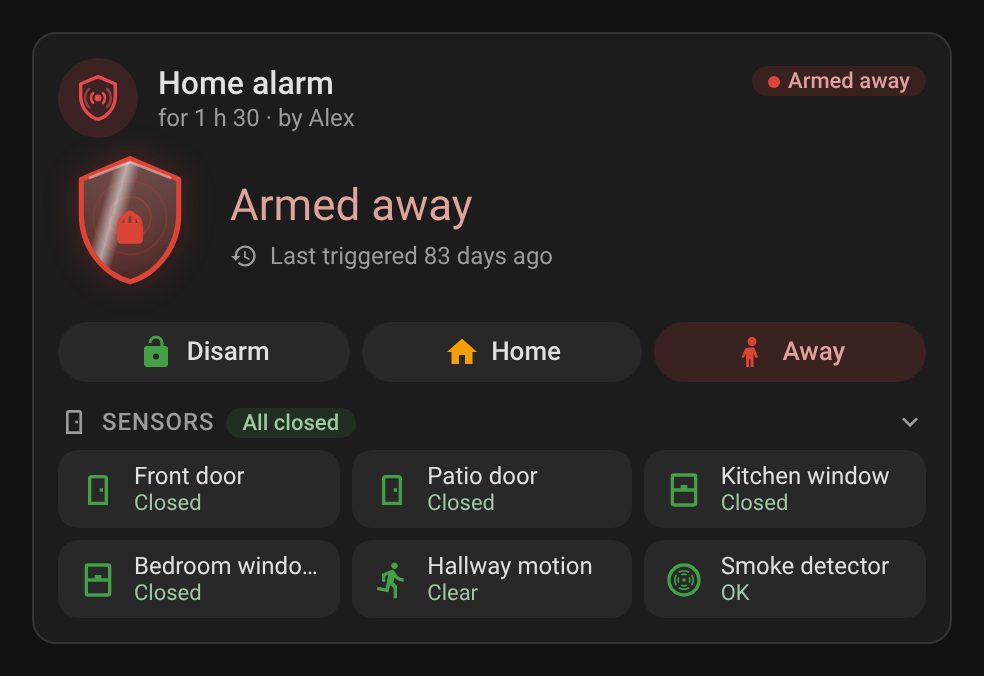 Home alarm
Armed away
for 1 h 30 · by Alex
Armed away
Last triggered 83 days ago
Disarm
Home
Away
SENSORS
All closed
Front door
Closed
Patio door
Closed
Kitchen window
Closed
Bedroom windo...
Closed
Hallway motion
Clear
Smoke detector
OK